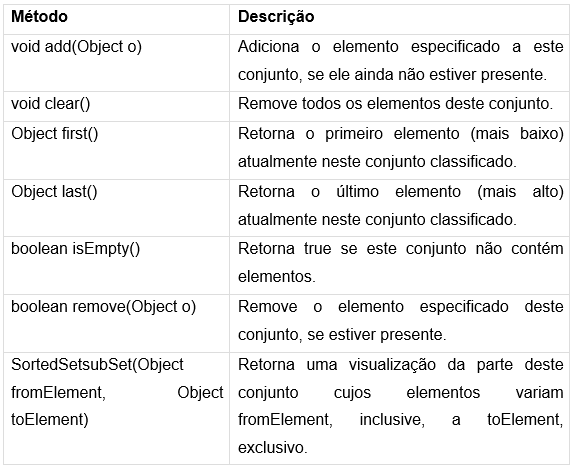 Método
Descrição
void add(Object o)
Adiciona o elemento especificado a este
conjunto, se ele ainda não estiver presente.
void clear()
Remove todos os elementos deste conjunto.
Object first()
Retorna o primeiro elemento (mais baixo)
atualmente neste conjunto classificado.
Object last()
Retorna o último elemento (mais alto)
atualmente neste conjunto classificado.
boolean isEmpty()
Retorna true se este conjunto não contém
elementos.
boolean remove(Object o)
Remove o elemento especificado deste
conjunto, se estiver presente.
SortedSetsubSet(Object
fromElement, Object
toElement)
Retorna uma visualização da parte deste
conjunto cujos elementos variam
fromElement, inclusive, a toElement,
exclusivo.